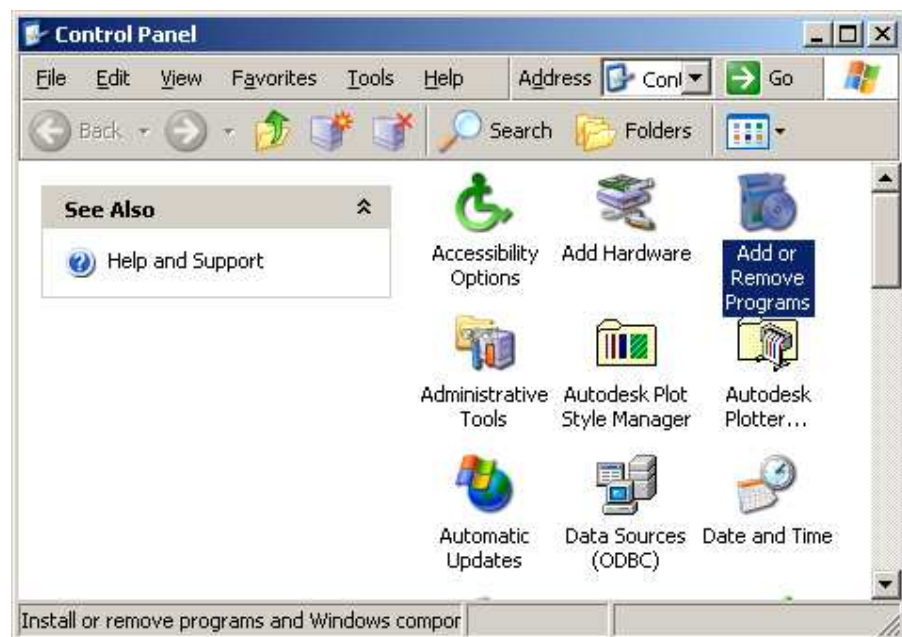 Control Panel
File Edit View Favorites Tools Help Address Go
Back Search Folders
See Also
Help and Support
Accessibility
Options
Add Hardware
Add or
Remove
Programs
Administrative
Tools
Autodesk Plot
Style Manager
Autodesk
Plotter...
Automatic
Updates
Data Sources
(ODBC)
Date and Time
Install or remove programs and Windows compor